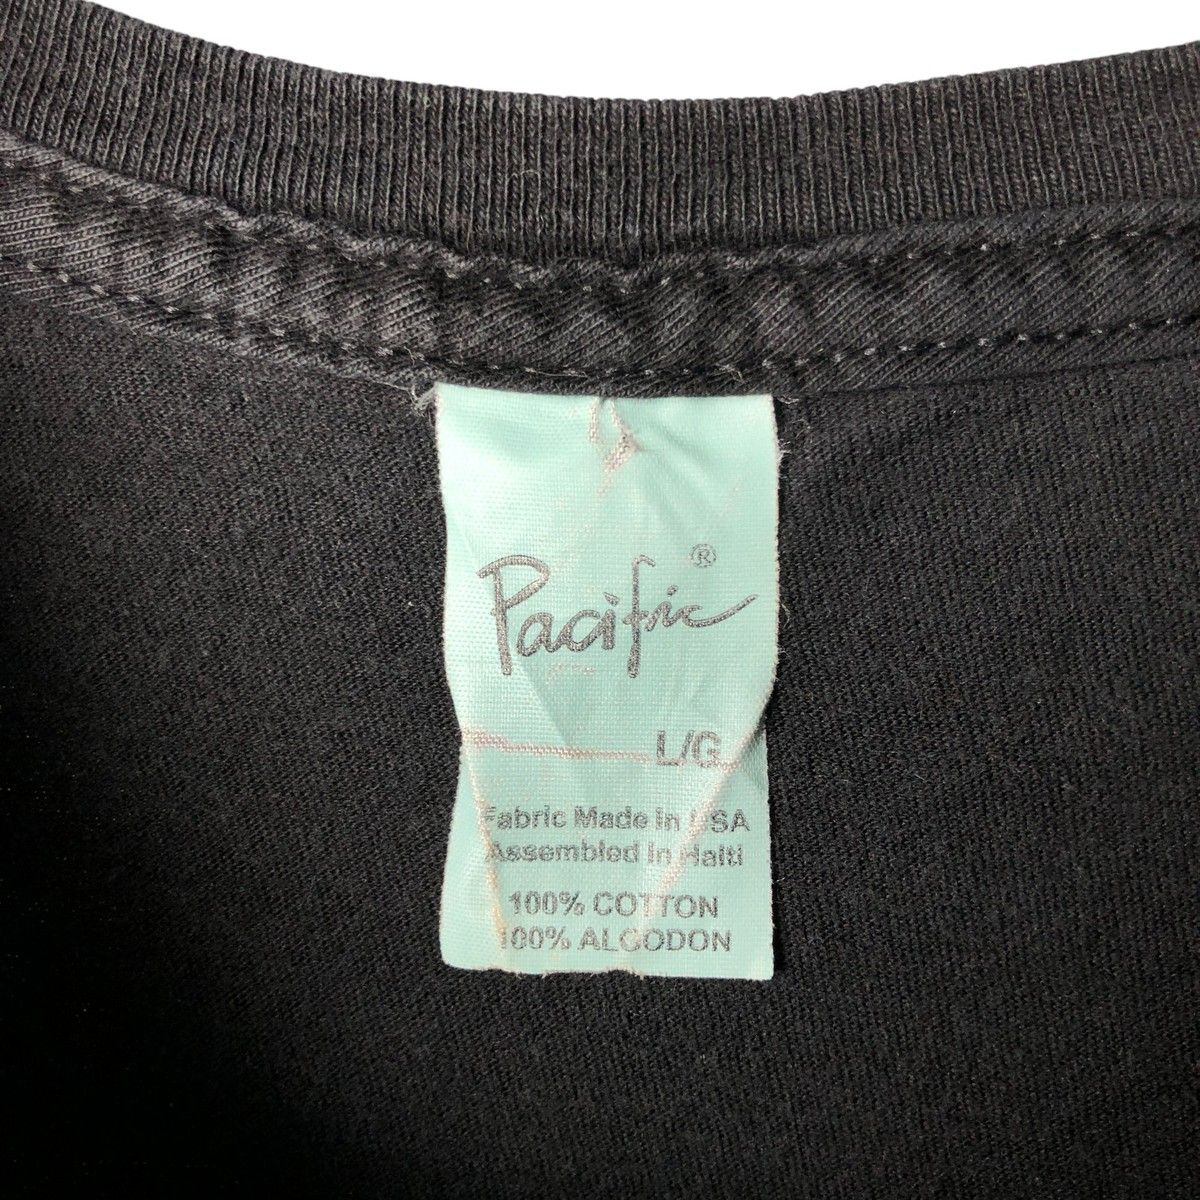 Pacific®
L/G
Fabric Made In USA
Assembled In Haiti
100% COTTON
100% ALGODON